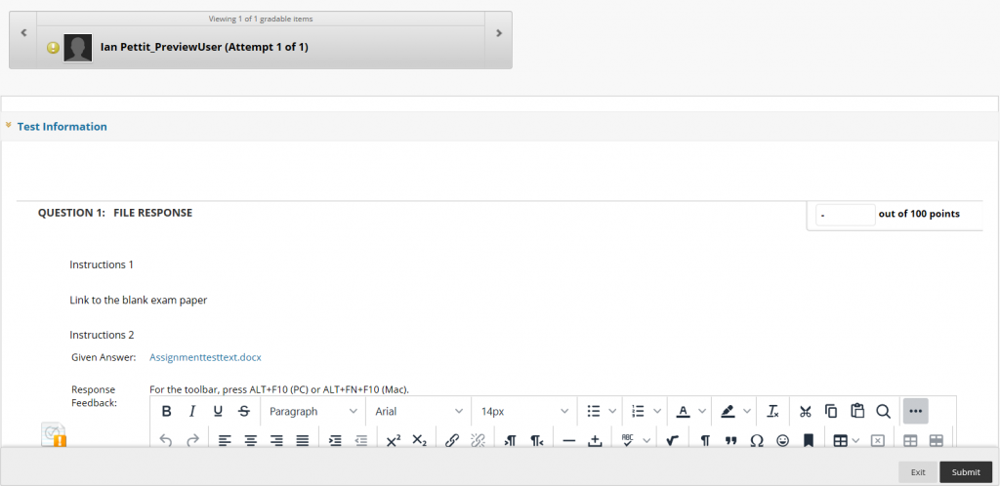 Viewing 1 of 1 gradable items
Ian Pettit_PreviewUser (Attempt 1 of 1)
Test Information
QUESTION 1: FILE RESPONSE
- out of 100 points
Instructions 1
Link to the blank exam paper
Instructions 2
Given Answer: Assignmenttesttext.docx
Response Feedback:
For the toolbar, press ALT+F10 (PC) or ALT+FN+F10 (Mac).
B I U S Paragraph Arial 14px
Exit Submit